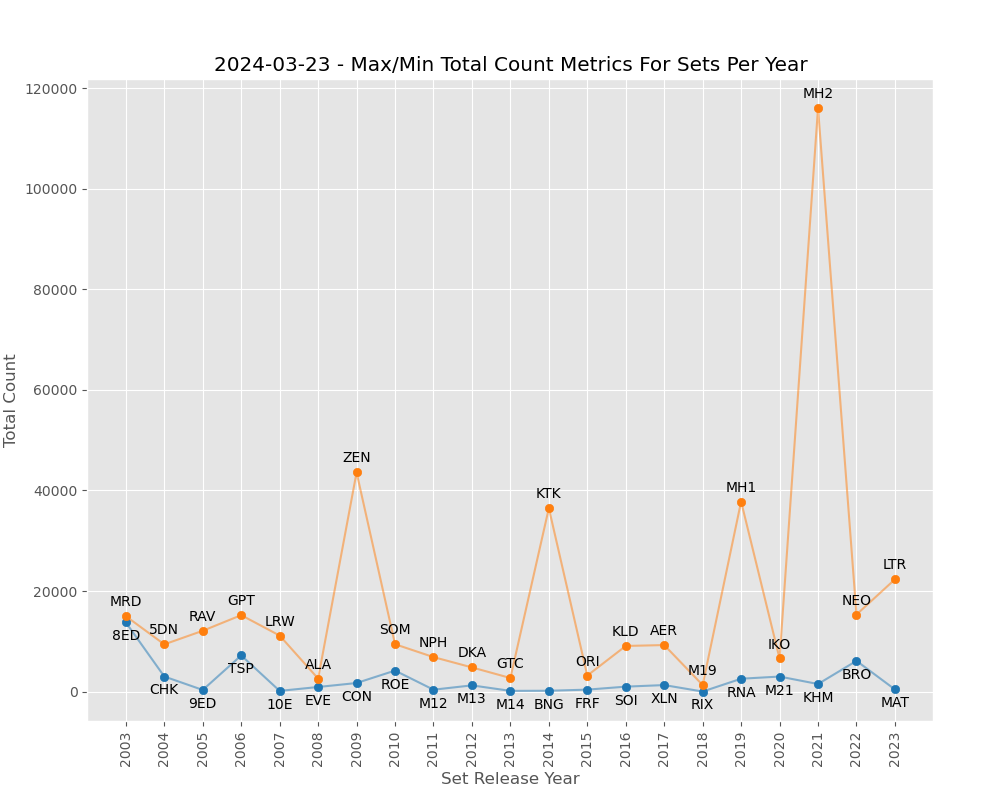 2024-03-23 - Max/Min Total Count Metrics For Sets Per Year
120000
100000
80000
60000
40000
20000
0
Total Count
MRD
8ED
5DN
CHK
RAV
9ED
GPT
TSP
LRW
10E
ALA
EVE
ZEN
CON
SOM
ROE
NPH
M12
DKA
M13
GTC
M14
KTK
BNG
ORI
FRF
KLD
SOI
AER
XLN
M19
RIX
MH1
RNA
IKO
M21
MH2
KHM
NEO
BRO
LTR
MAT
2003
2004
2005
2006
2007
2008
2009
2010
2011
2012
2013
2014
2015
2016
2017
2018
2019
2020
2021
2022
2023
Set Release Year